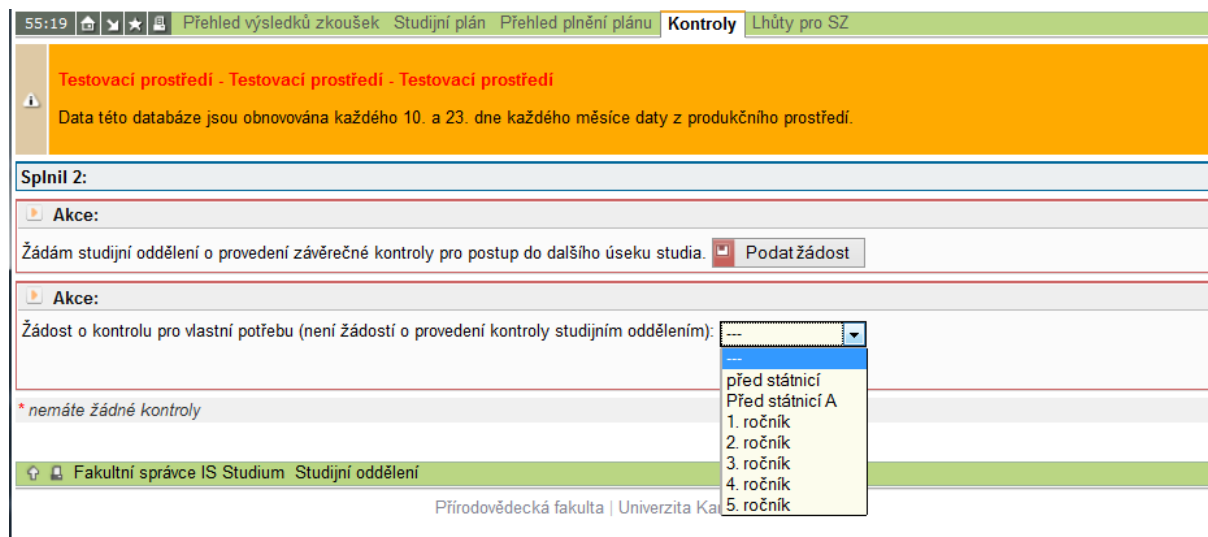 55:19 Přehled výsledků zkoušek Studijní plán Přehled plnění plánu Kontroly Lhůty pro SZ
Testovací prostředí - Testovací prostředí - Testovací prostředí
Data této databáze jsou obnovována každého 10. a 23. dne každého měsíce daty z produkčního prostředí.
Splnil 2:
Akce:
Žádám studijní oddělení o provedení závěrečné kontroly pro postup do dalšího úseku studia. Podat žádost
Akce:
Žádost o kontrolu pro vlastní potřebu (není žádostí o provedení kontroly studijním oddělením): ---
---
před státnicí
Před státnicí A
1. ročník
2. ročník
3. ročník
4. ročník
5. ročník
* nemáte žádné kontroly
Fakultní správce IS Studium Studijní oddělení
Přírodovědecká fakulta | Univerzita